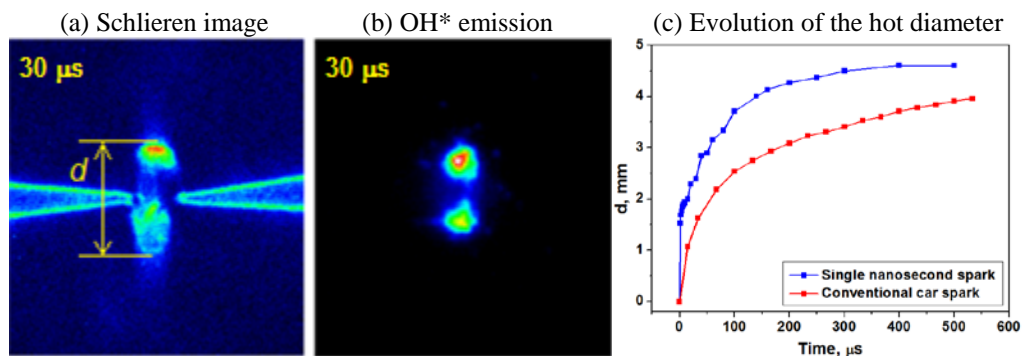 (a) Schlieren image
(b) OH* emission
(c) Evolution of the hot diameter
30 µs
d
30 µs
d, mm
5
4
3
2
1
0
Single nanosecond spark
Conventional car spark
0 100 200 300 400 500 600
Time, µs